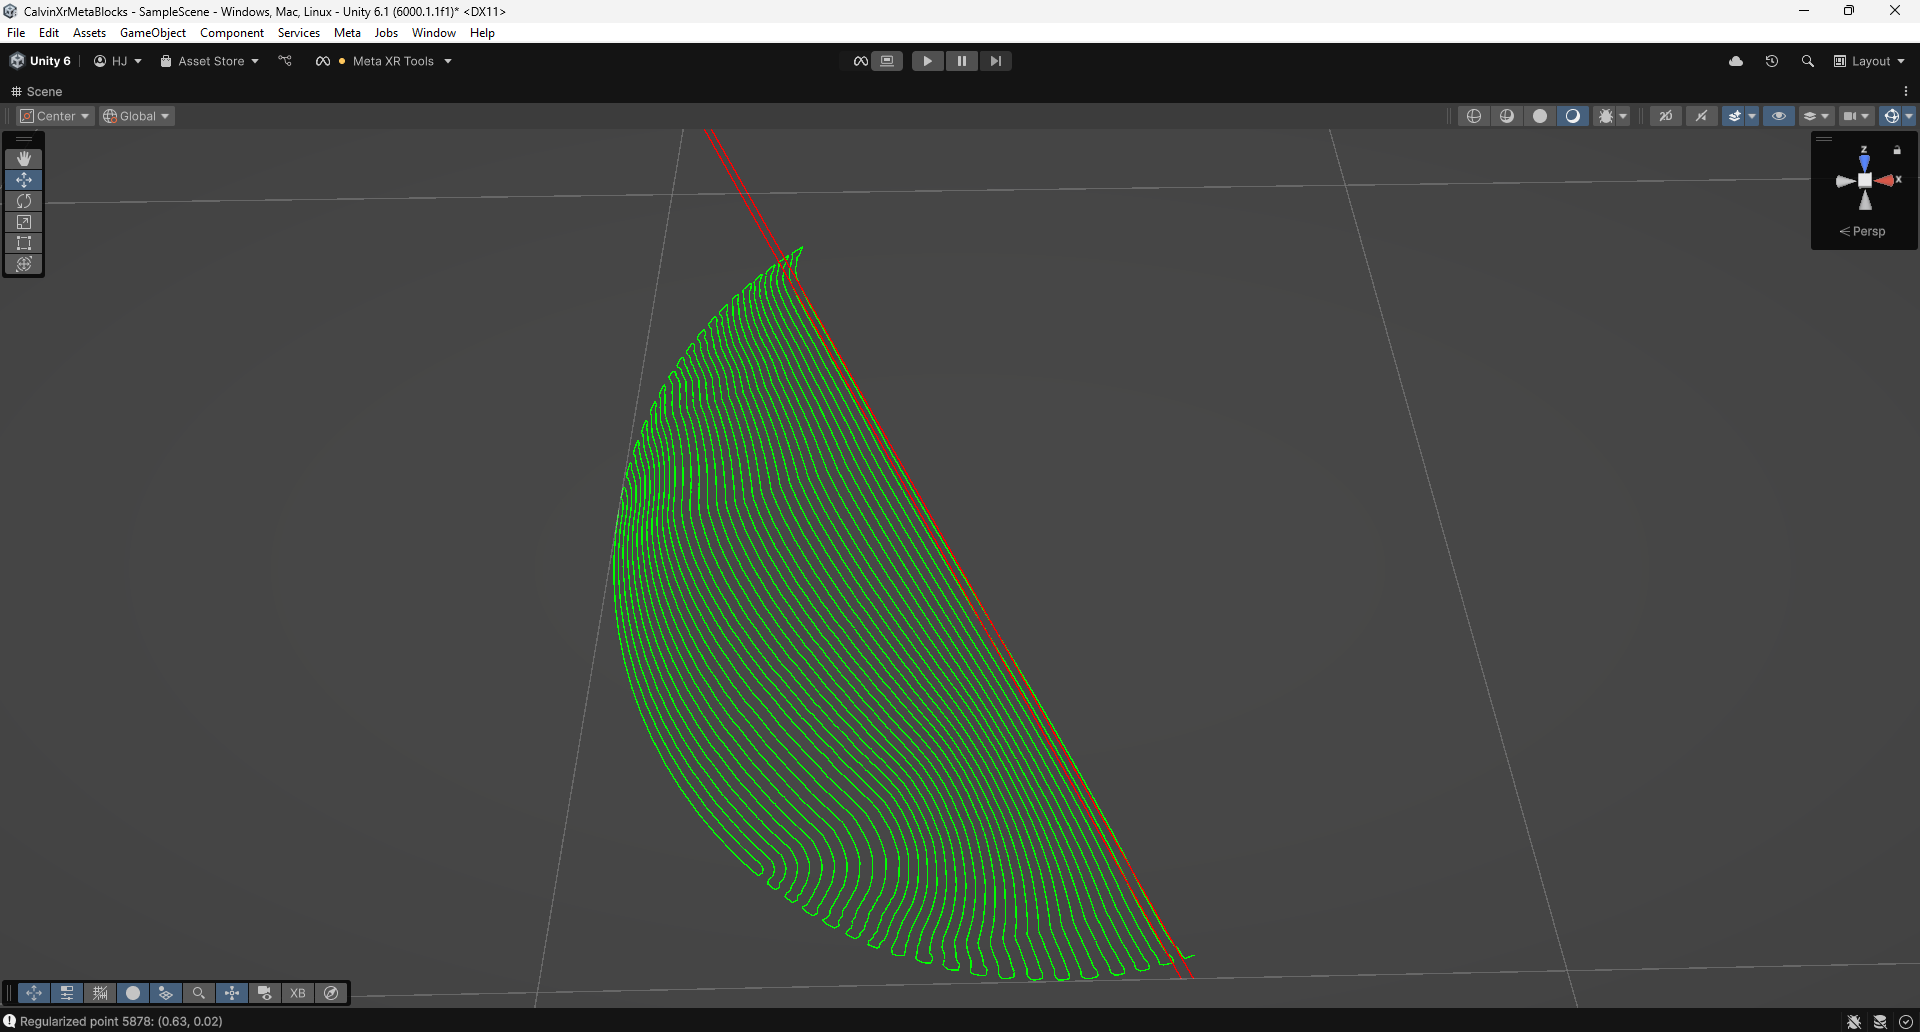 CalvinXrMetaBlocks - SampleScene - Windows, Mac, Linux - Unity 6.1 (6000.1.1f1)* <DX11>
File Edit Assets GameObject Component Services Meta Jobs Window Help
Unity 6 HJ Asset Store Meta XR Tools Layout
Scene
Center Global 2D
z
x
Persp
XB
Regularized point 5878: (0.63, 0.02)